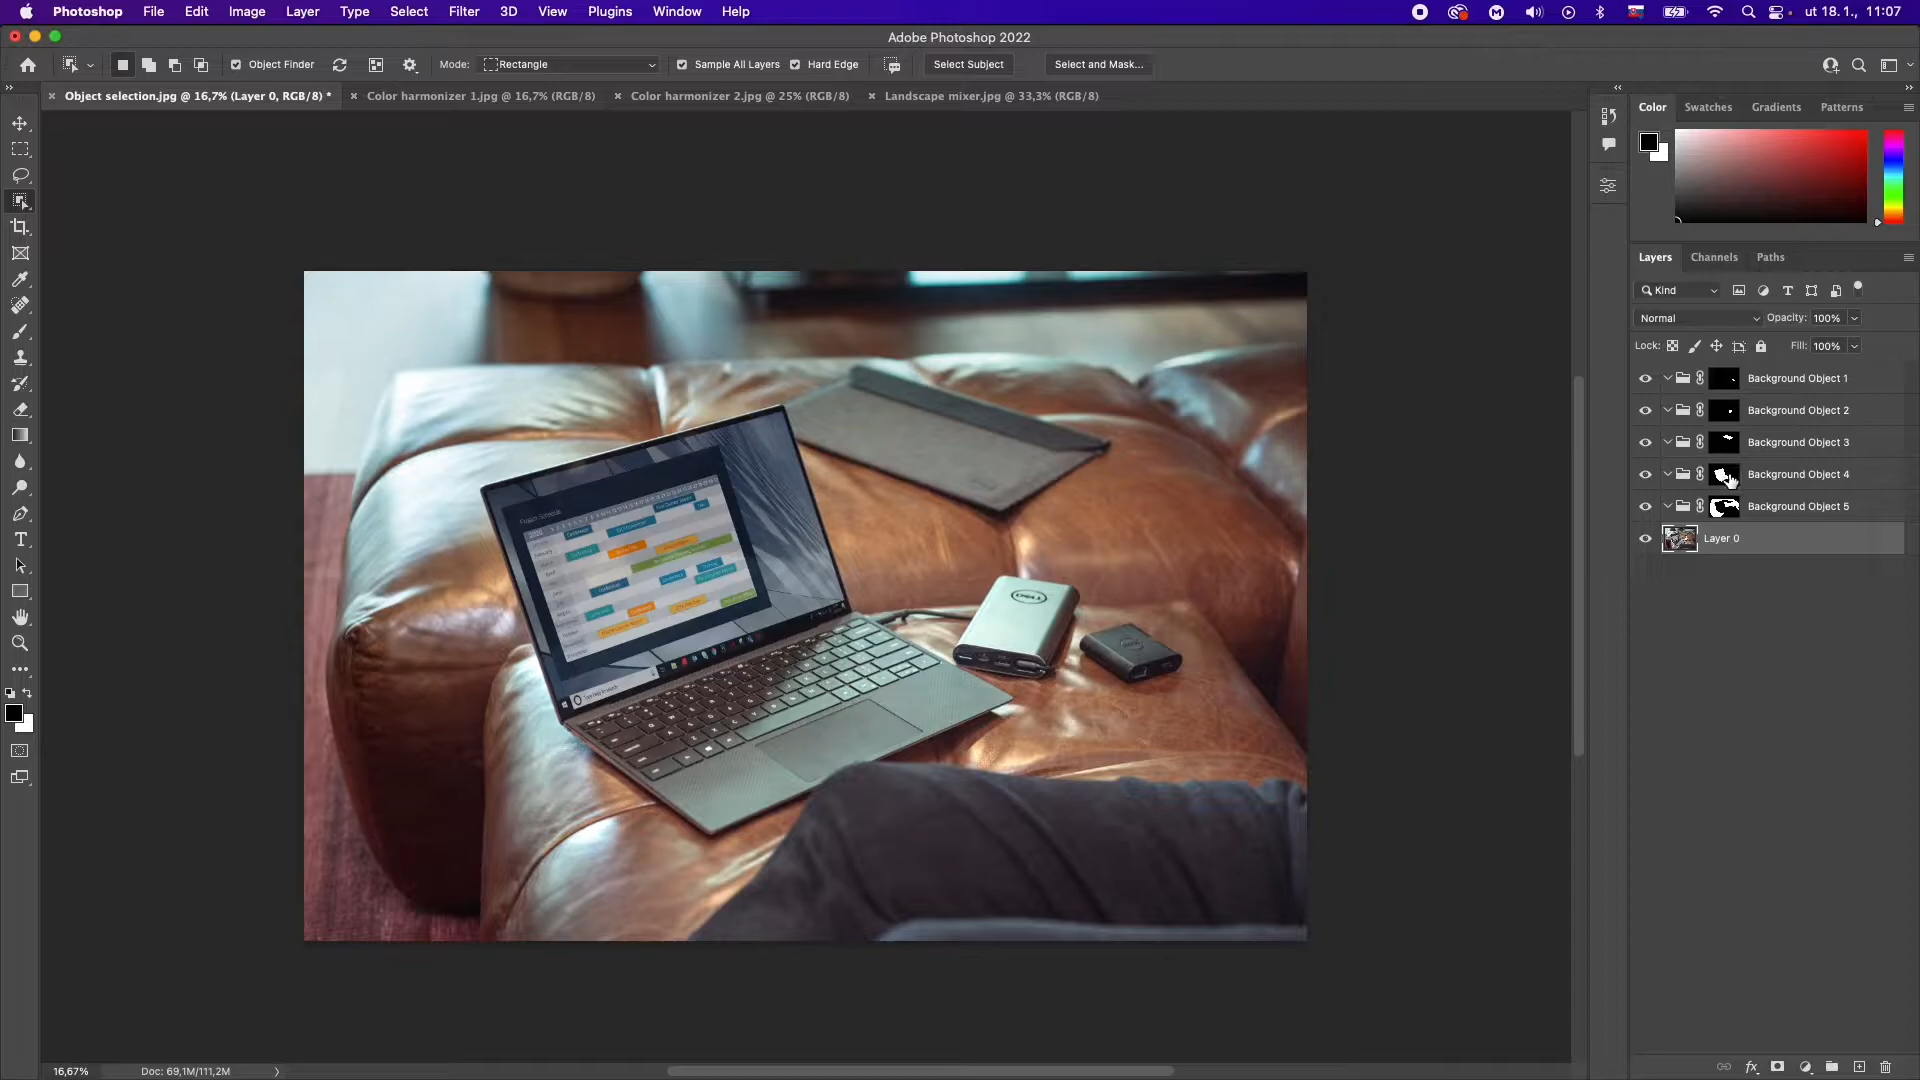 Photoshop File Edit Image Layer Type Select Filter 3D View Plugins Window Help
ut 18. 1., 11:07
Adobe Photoshop 2022
Object Finder
Mode: Rectangle
Sample All Layers
Hard Edge
Select Subject
Select and Mask...
Object selection.jpg @ 16,7% (Layer 0, RGB/8) *
Color harmonizer 1.jpg @ 16,7% (RGB/8)
Color harmonizer 2.jpg @ 25% (RGB/8)
Landscape mixer.jpg @ 33,3% (RGB/8)
Color Swatches Gradients Patterns
Layers Channels Paths
Kind
Normal
Opacity: 100%
Lock:
Fill: 100%
Background Object 1
Background Object 2
Background Object 3
Background Object 4
Background Object 5
Layer 0
DELL
16,67%
Doc: 69,1M/111,2M